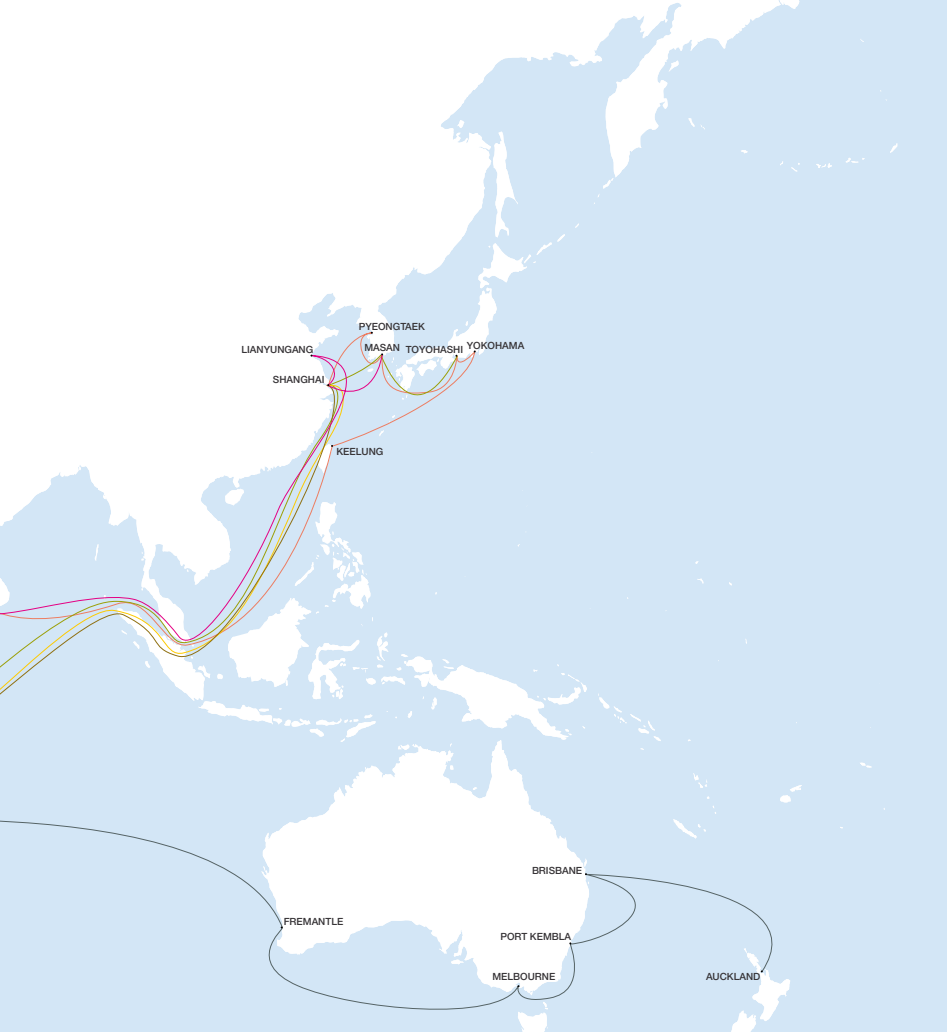 PYEONGTAEK
LIANYUNGANG
MASAN
TOYOHASHI
YOKOHAMA
SHANGHAI
KEELUNG
BRISBANE
FREMANTLE
PORT KEMBLA
MELBOURNE
AUCKLAND